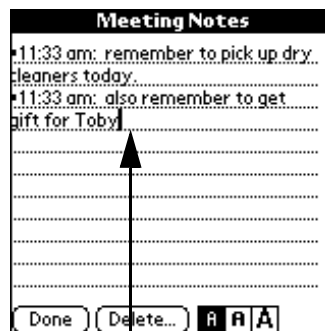 Meeting Notes
•11:33 am: remember to pick up dry
cleaners today.
•11:33 am: also remember to get
gift for Toby
Done Delete... A A A